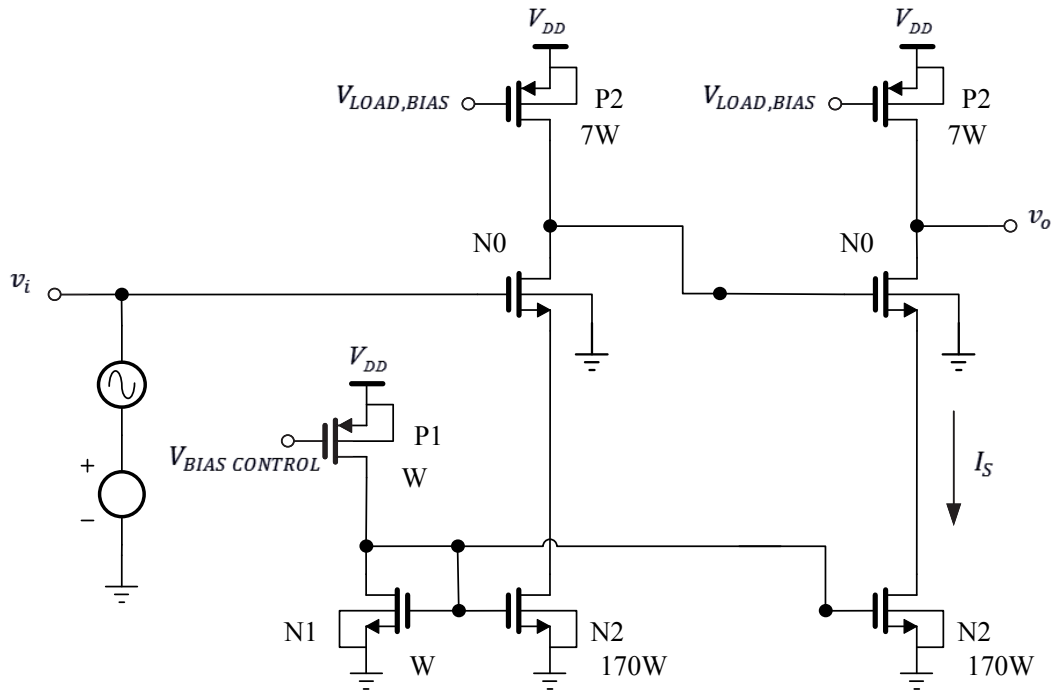 V_DD
V_DD
V_LOAD,BIAS
P2
7W
V_LOAD,BIAS
P2
7W
N0
N0
v_o
v_i
V_DD
P1
V_BIAS CONTROL
W
I_S
+
−
N1
W
N2
170W
N2
170W